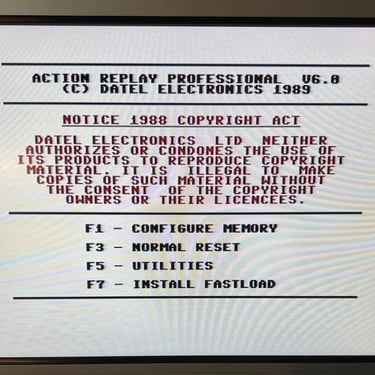 ACTION REPLAY PROFESSIONAL V6.0
(C) DATEL ELECTRONICS 1989
NOTICE 1988 COPYRIGHT ACT
DATEL ELECTRONICS LTD NEITHER
AUTHORIZES OR CONDONES THE USE OF
ITS PRODUCTS TO REPRODUCE COPYRIGHT
MATERIAL. IT IS ILLEGAL TO MAKE
COPIES OF SUCH MATERIAL WITHOUT
THE CONSENT OF THE COPYRIGHT
OWNERS OR THEIR LICENCEES.
F1 - CONFIGURE MEMORY
F3 - NORMAL RESET
F5 - UTILITIES
F7 - INSTALL FASTLOAD